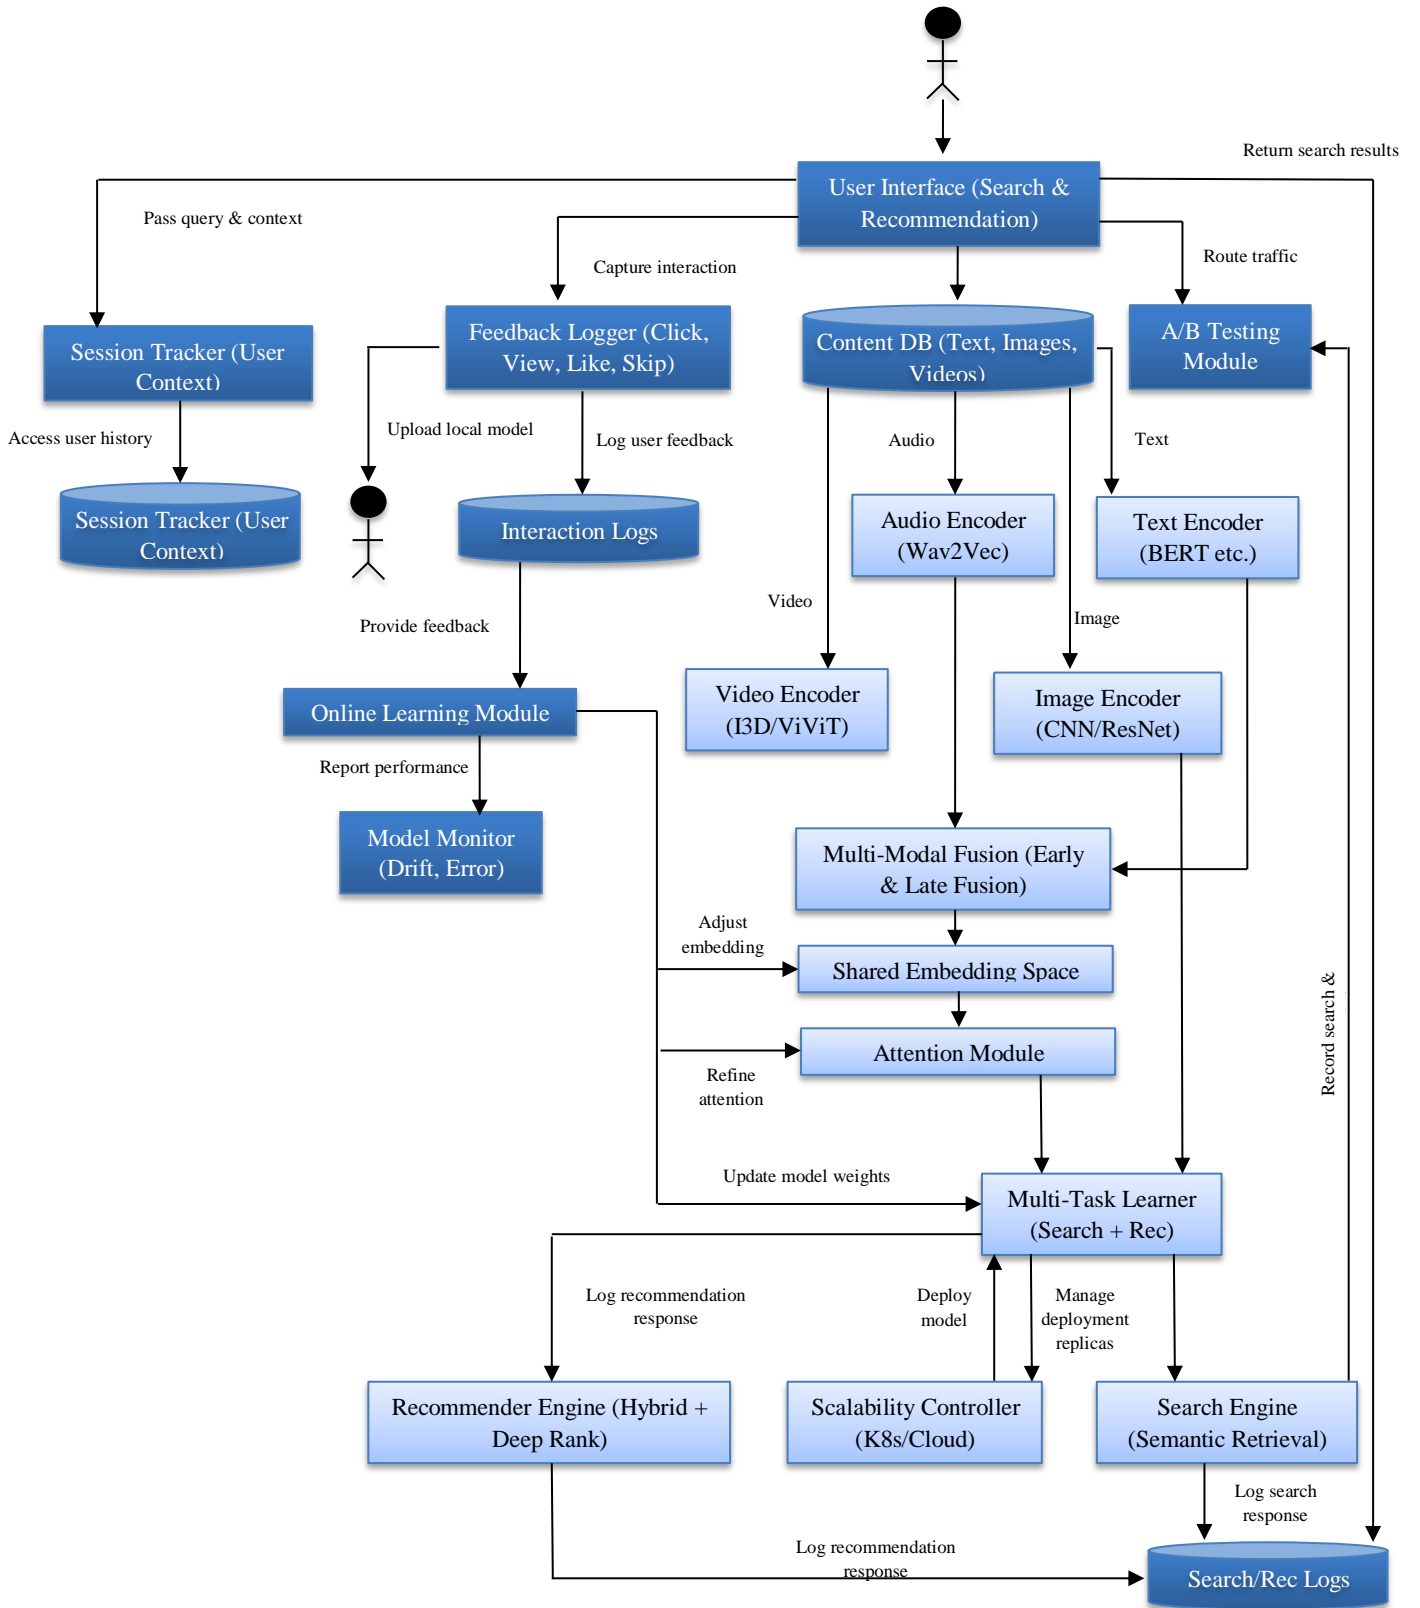 Return search results
User Interface (Search &
Recommendation)
Pass query & context
Capture interaction
Route traffic
Session Tracker (User
Context)
Feedback Logger (Click,
View, Like, Skip)
Content DB (Text, Images,
Videos)
A/B Testing
Module
Access user history
Upload local model
Log user feedback
Audio
Text
Session Tracker (User
Context)
Interaction Logs
Audio Encoder
(Wav2Vec)
Text Encoder
(BERT etc.)
Provide feedback
Video
Image
Online Learning Module
Video Encoder
(I3D/ViViT)
Image Encoder
(CNN/ResNet)
Report performance
Model Monitor
(Drift, Error)
Multi-Modal Fusion (Early
& Late Fusion)
Adjust
embedding
Shared Embedding Space
Record search &
Attention Module
Refine
attention
Update model weights
Multi-Task Learner
(Search + Rec)
Log recommendation
response
Deploy
model
Manage
deployment
replicas
Recommender Engine (Hybrid +
Deep Rank)
Scalability Controller
(K8s/Cloud)
Search Engine
(Semantic Retrieval)
Log search
response
Log recommendation
response
Search/Rec Logs